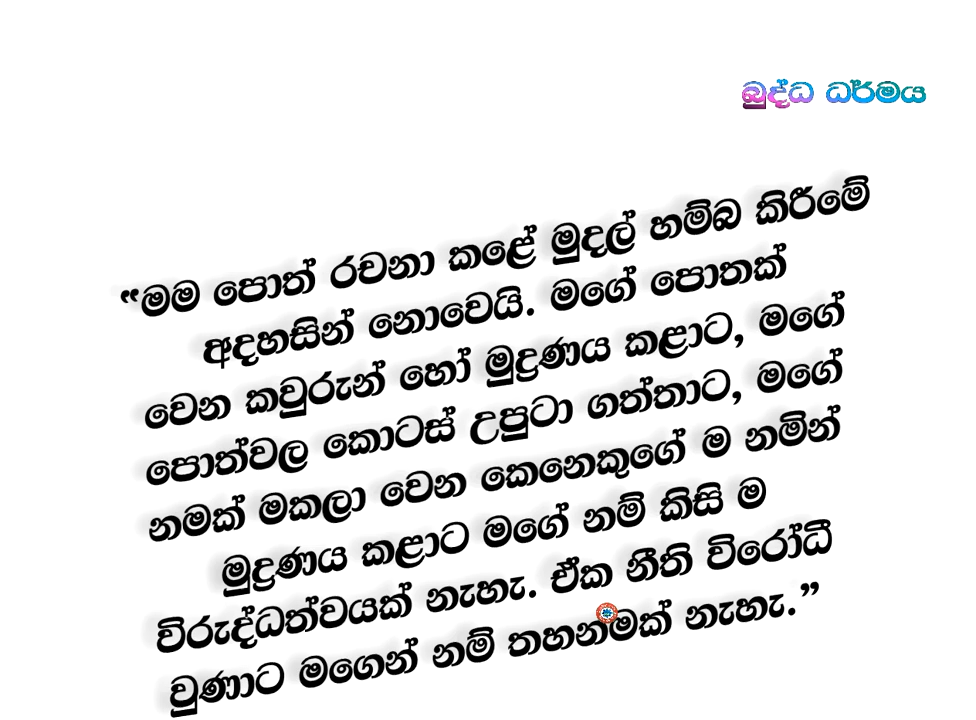 බුද්ධ ධර්මය
“මම පොත් රචනා කළේ මුදල් හම්බ කිරීමේ
අදහසින් නොවෙයි. මගේ පොතක්
වෙන කවුරුන් හෝ මුද්‍රණය කළාට, මගේ
පොත්වල කොටස් උපුටා ගත්තාට, මගේ
නමක් මකලා වෙන කෙනෙකුගේ ම නමින්
මුද්‍රණය කළාට මගේ නම් කිසි ම
විරුද්ධත්වයක් නැහැ. ඒක නීති විරෝධී
වුණාට මගෙන් නම් තහනමක් නැහැ.”